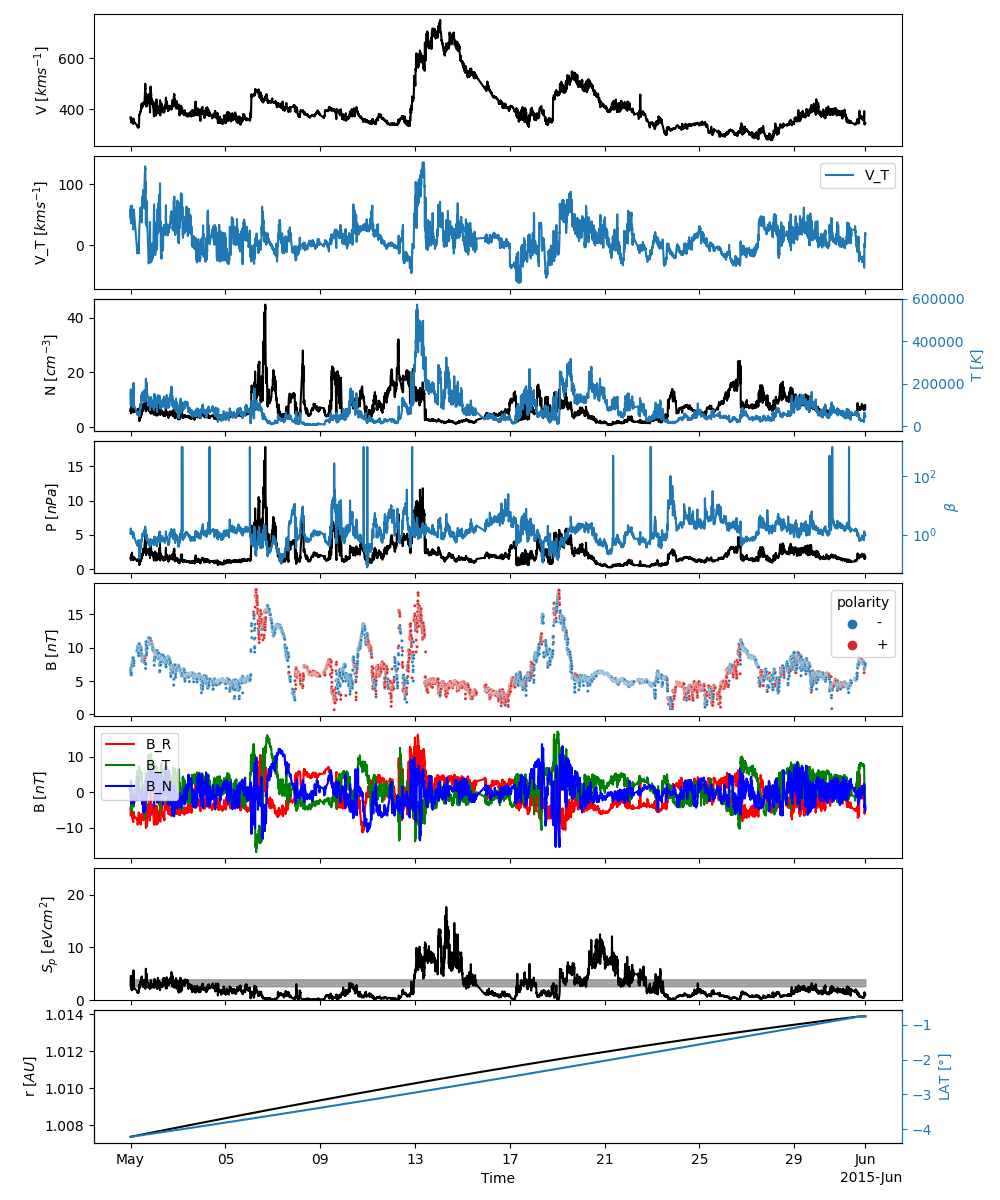 V [kms⁻¹]
600
400
V_T [kms⁻¹]
100
0
V_T
N [cm⁻³]
40
20
0
600000
400000
200000
0
T [K]
P [nPa]
15
10
5
0
10²
10⁰
β
B [nT]
15
10
5
0
polarity
-
+
B [nT]
10
0
−10
B_R
B_T
B_N
Sₚ [eVcm²]
20
10
0
r [AU]
1.014
1.012
1.010
1.008
−1
−2
−3
−4
LAT [°]
May 05 09 13 17 21 25 29 Jun
Time
2015-Jun